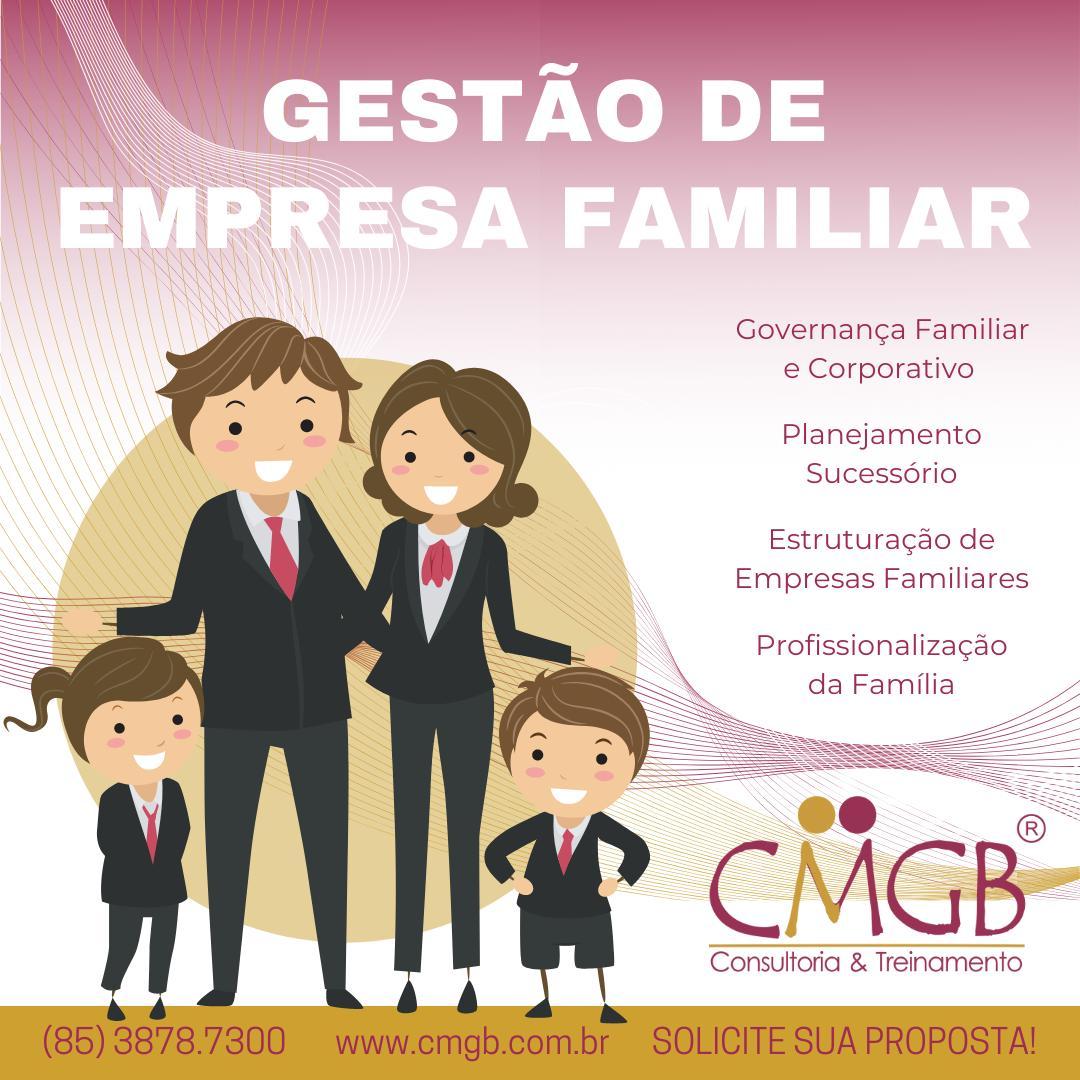 GESTÃO DE
EMPRESA FAMILIAR
Governança Familiar
e Corporativo
Planejamento
Sucessório
Estruturação de
Empresas Familiares
Profissionalização
da Família
CMGB®
Consultoria & Treinamento
(85) 3878.7300 www.cmgb.com.br SOLICITE SUA PROPOSTA!